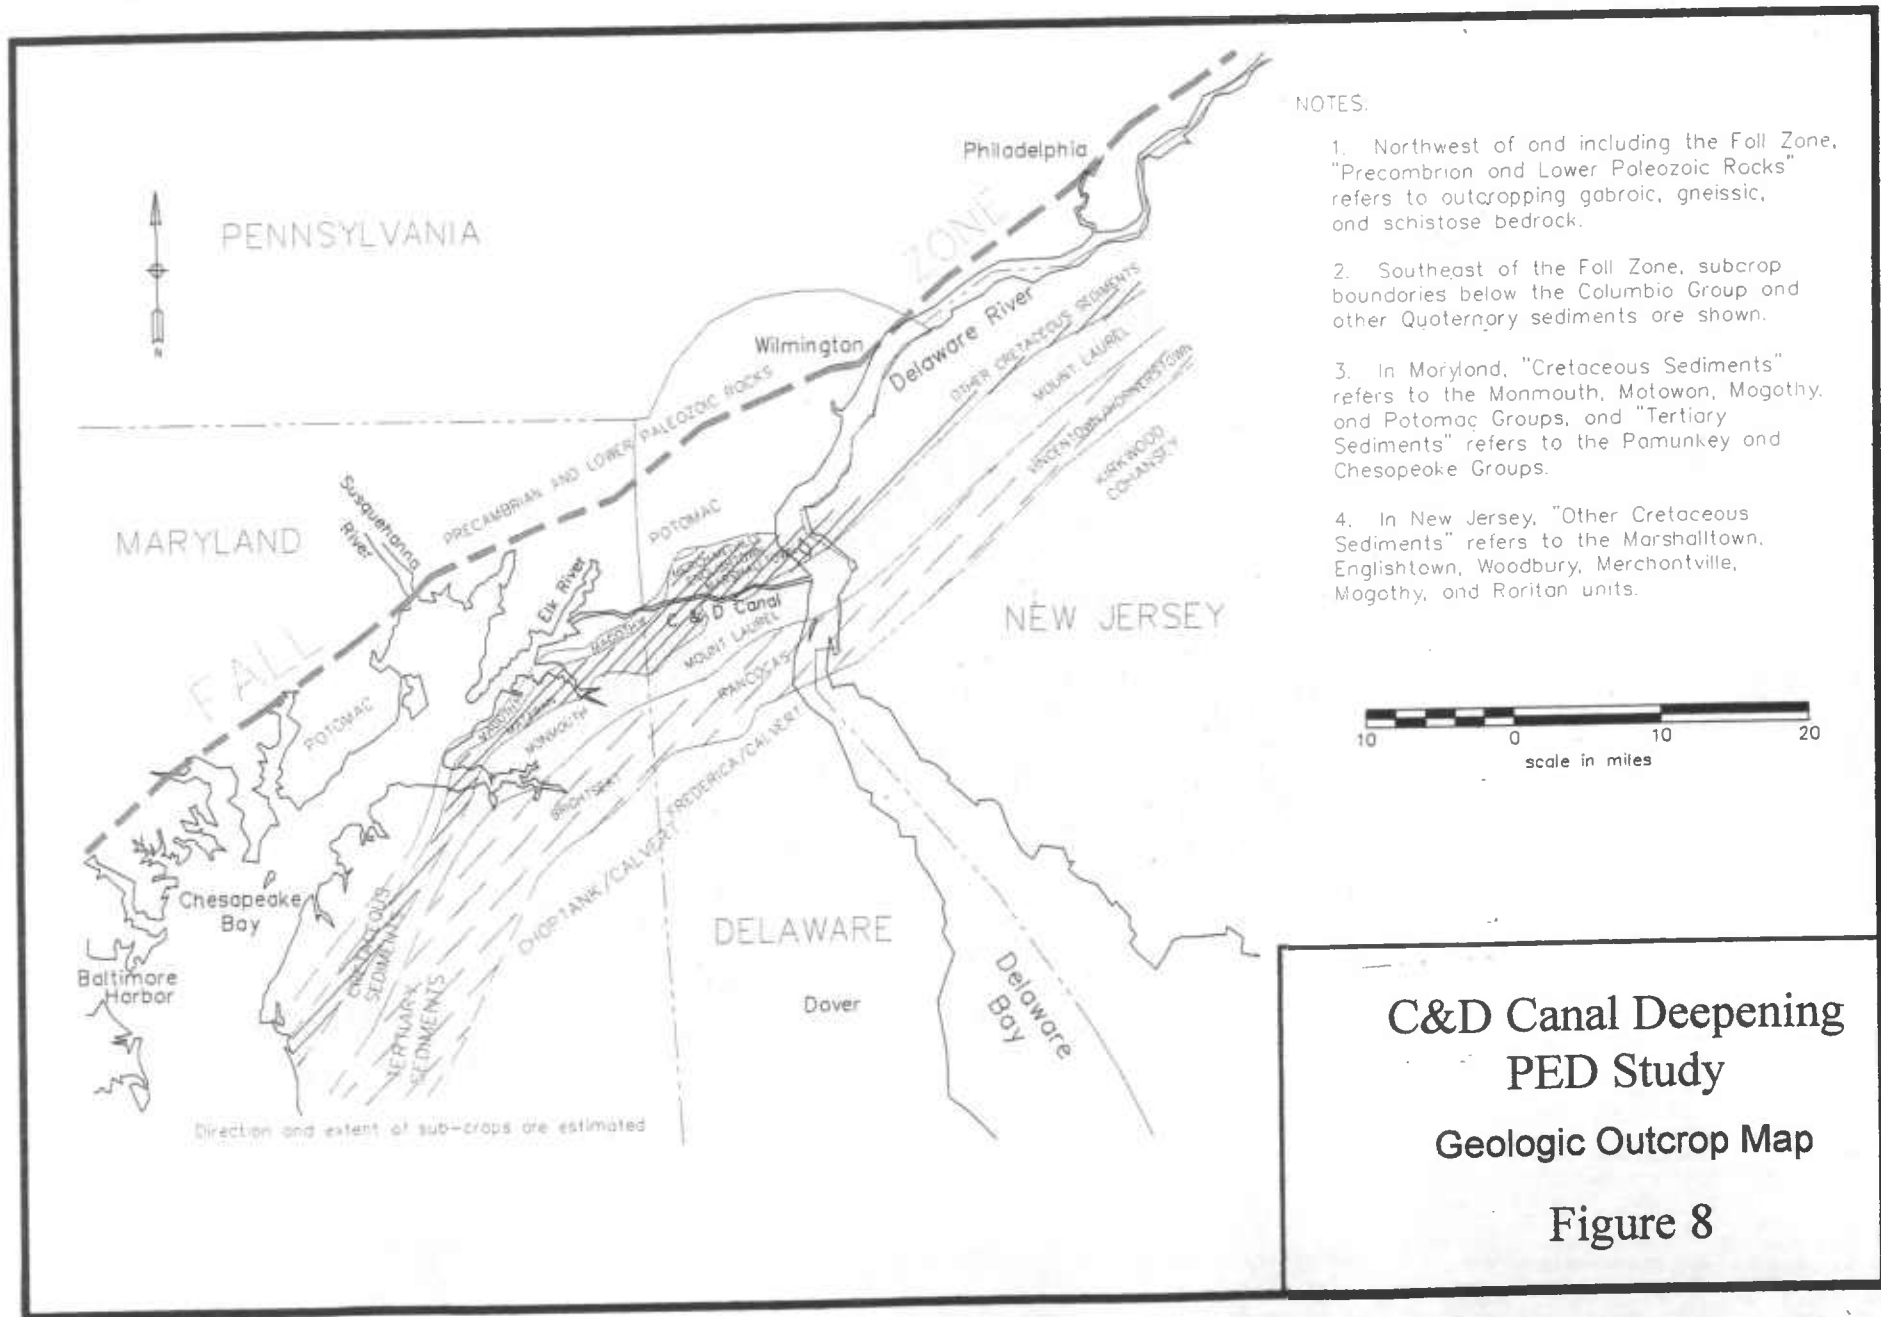 NOTES:
1. Northwest of and including the Fall Zone,
"Precambrian and Lower Paleozoic Rocks"
refers to outcropping gabroic, gneissic,
and schistose bedrock.
2. Southeast of the Fall Zone, subcrop
boundaries below the Columbia Group and
other Quaternary sediments are shown.
3. In Maryland, "Cretaceous Sediments"
refers to the Monmouth, Matawan, Magothy,
and Potomac Groups, and "Tertiary
Sediments" refers to the Pamunkey and
Chesapeake Groups.
4. In New Jersey, "Other Cretaceous
Sediments" refers to the Marshalltown,
Englishtown, Woodbury, Merchantville,
Magothy, and Raritan units.
Philadelphia
PENNSYLVANIA
N
FALL ZONE
Wilmington
Delaware River
OTHER CRETACEOUS SEDIMENTS
MOUNT LAUREL
VINCENTOWN/HORNERSTOWN
KIRKWOOD
COHANSEY
PRECAMBRIAN AND LOWER PALEOZOIC ROCKS
POTOMAC
MARYLAND
Susquehanna
River
Elk River
C & D Canal
MAGOTHY
MOUNT LAUREL
RANCOCAS
NEW JERSEY
POTOMAC
MAGOTHY
MATAWAN
MONMOUTH
BRIGHTSEAT
FREDERICA/CALVERT
CHOPTANK/CALVERT
Chesapeake
Bay
CRETACEOUS
SEDIMENTS
TERTIARY
SEDIMENTS
Baltimore
Harbor
DELAWARE
Dover
Delaware
Bay
Direction and extent of sub-crops are estimated
10 0 10 20
scale in miles
C&D Canal Deepening
PED Study
Geologic Outcrop Map
Figure 8